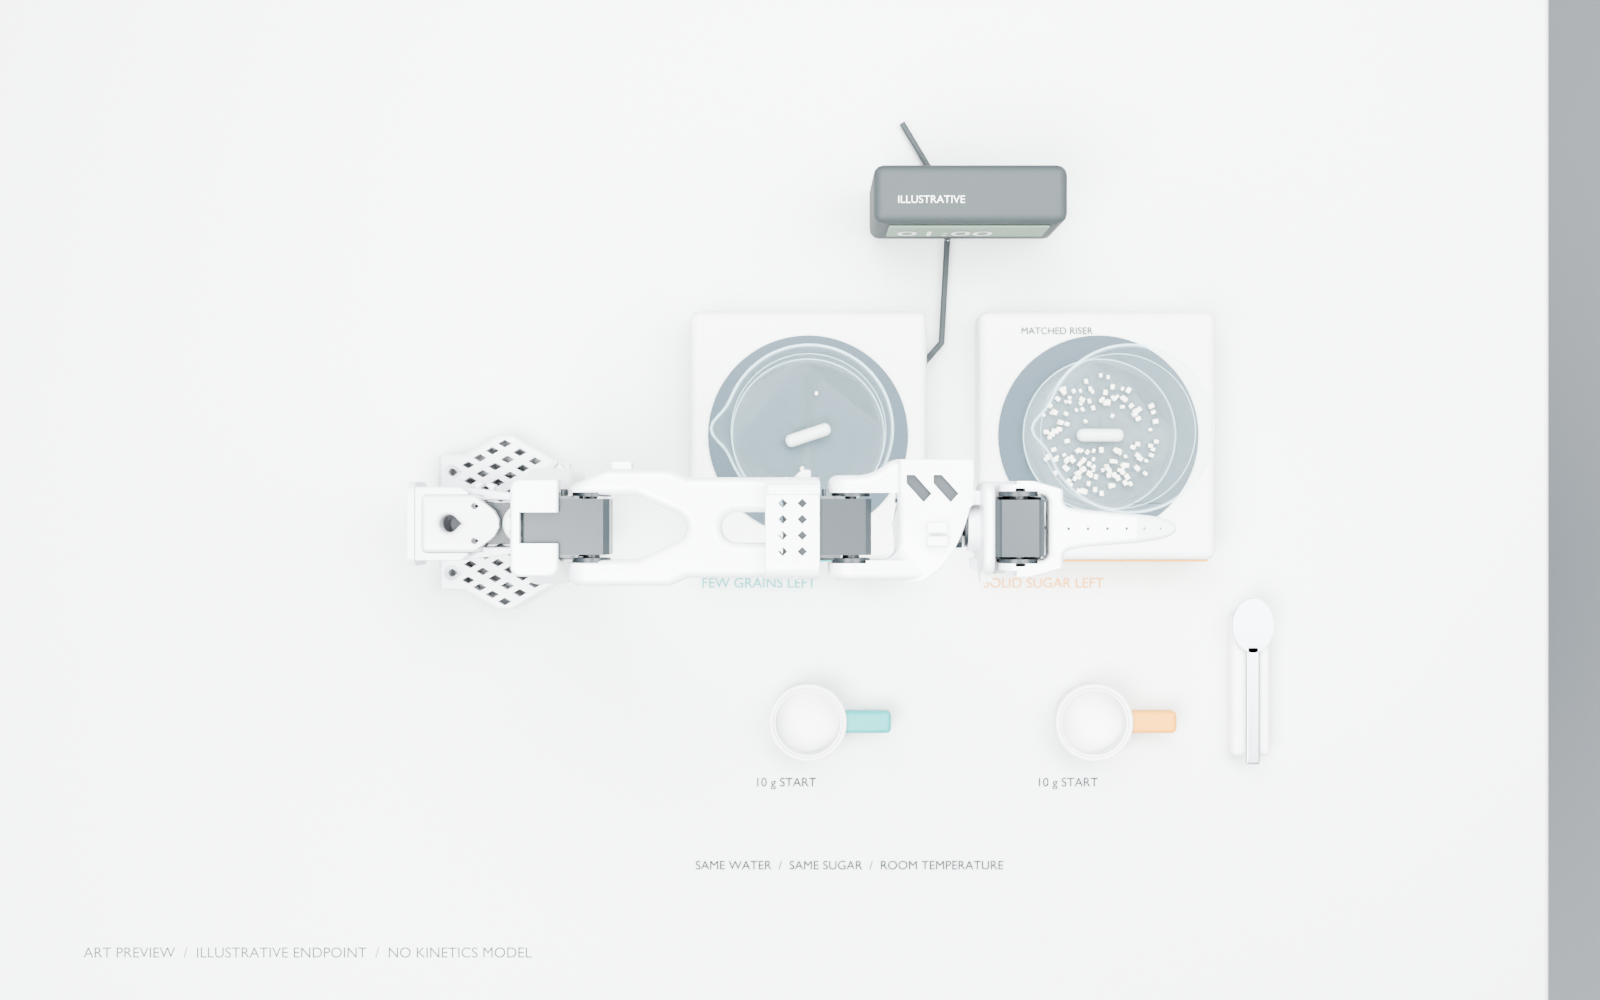 ILLUSTRATIVE
MATCHED RISER
FEW GRAINS LEFT
SOLID SUGAR LEFT
10 g START
10 g START
SAME WATER / SAME SUGAR / ROOM TEMPERATURE
ART PREVIEW / ILLUSTRATIVE ENDPOINT / NO KINETICS MODEL